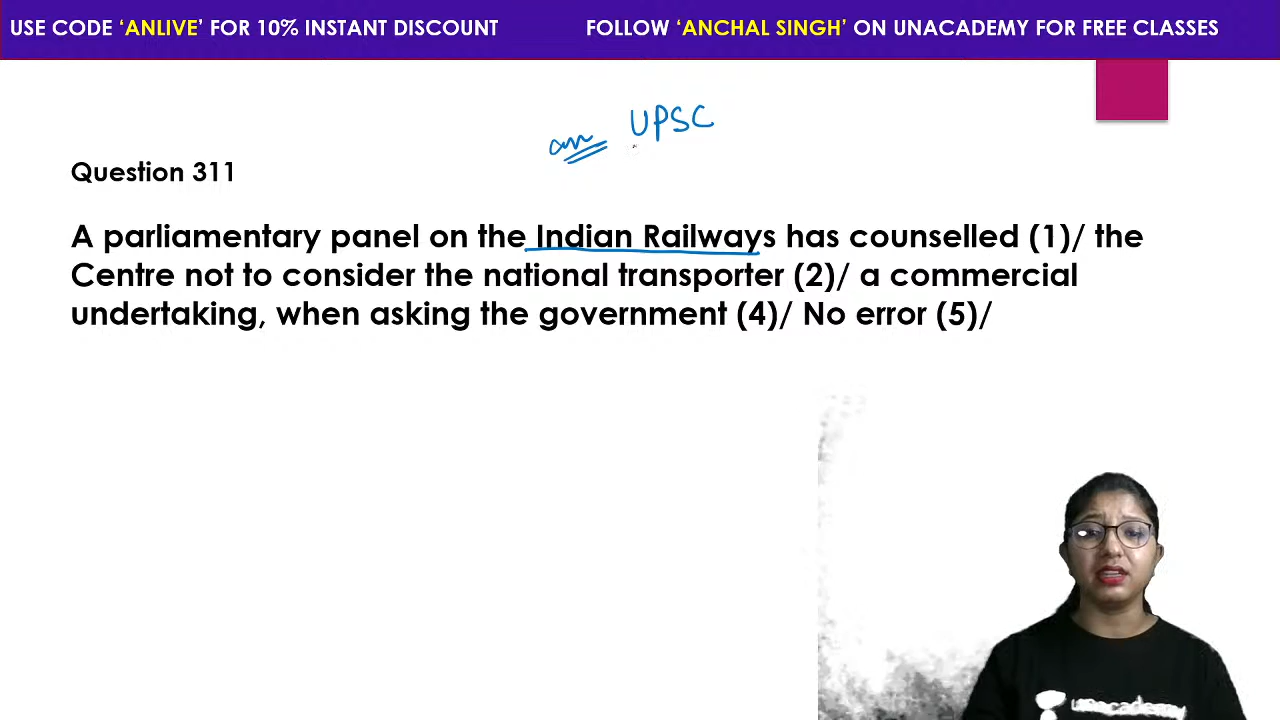 USE CODE ‘ANLIVE’ FOR 10% INSTANT DISCOUNT FOLLOW ‘ANCHAL SINGH’ ON UNACADEMY FOR FREE CLASSES
an UPSC
Question 311
A parliamentary panel on the Indian Railways has counselled (1)/ the
Centre not to consider the national transporter (2)/ a commercial
undertaking, when asking the government (4)/ No error (5)/
unacademy